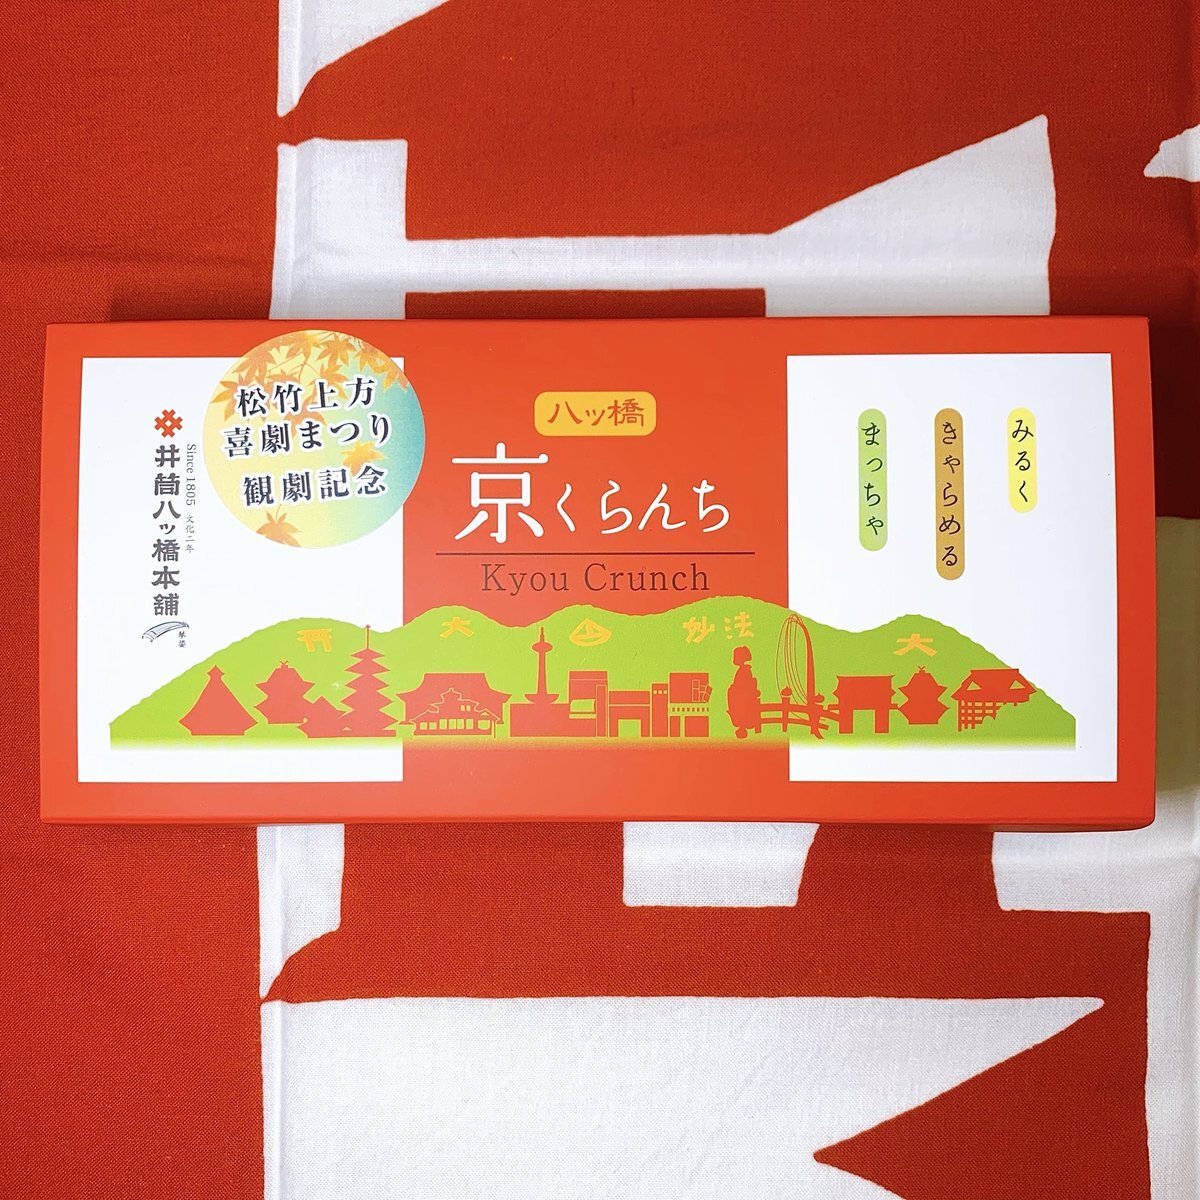 松竹上方
喜劇まつり
観劇記念
Since 1805 文化二年
井筒八ッ橋本舗
琴姿
八ッ橋
京くらんち
Kyou Crunch
みるく
きゃらめる
まっちゃ
大
妙法
大